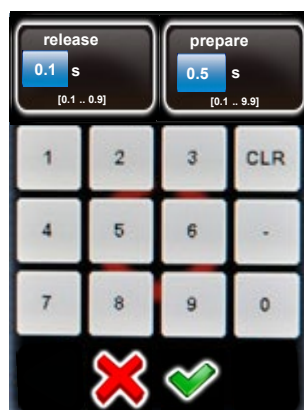 release
0.1 s
[0.1 .. 0.9]
prepare
0.5 s
[0.1 .. 9.9]
1 2 3 CLR
4 5 6 -
7 8 9 0